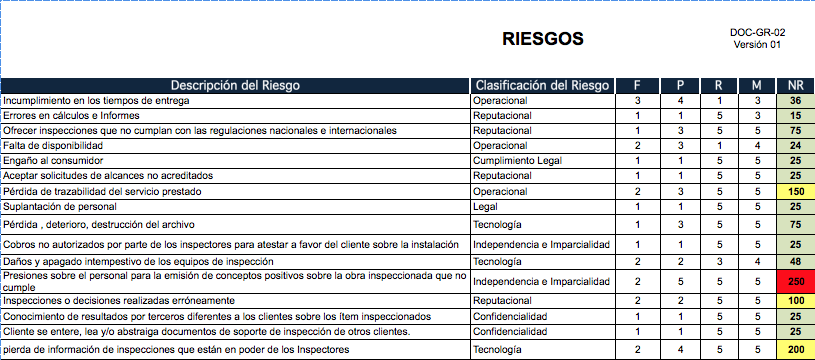 RIESGOS
DOC-GR-02
Versión 01
Descripción del Riesgo Clasificación del Riesgo F P R M NR
Incumplimiento en los tiempos de entrega Operacional 3 4 1 3 36
Errores en cálculos e Informes Reputacional 1 1 5 3 15
Ofrecer inspecciones que no cumplan con las regulaciones nacionales e internacionales Reputacional 1 3 5 5 75
Falta de disponibilidad Operacional 2 3 1 4 24
Engaño al consumidor Cumplimiento Legal 1 1 5 5 25
Aceptar solicitudes de alcances no acreditados Reputacional 1 1 5 5 25
Pérdida de trazabilidad del servicio prestado Operacional 2 3 5 5 150
Suplantación de personal Legal 1 1 5 5 25
Pérdida , deterioro, destrucción del archivo Tecnología 1 3 5 5 75
Cobros no autorizados por parte de los inspectores para atestar a favor del cliente sobre la instalación Independencia e Imparcialidad 1 1 5 5 25
Daños y apagado intempestivo de los equipos de inspección Tecnología 2 2 3 4 48
Presiones sobre el personal para la emisión de conceptos positivos sobre la obra inspeccionada que no
cumple Independencia e Imparcialidad 2 5 5 5 250
Inspecciones o decisiones realizadas erróneamente Reputacional 2 2 5 5 100
Conocimiento de resultados por terceros diferentes a los clientes sobre los ítem inspeccionados Confidencialidad 1 1 5 5 25
Cliente se entere, lea y/o abstraiga documentos de soporte de inspección de otros clientes. Confidencialidad 1 1 5 5 25
pierda de información de inspecciones que están en poder de los Inspectores Tecnología 2 4 5 5 200